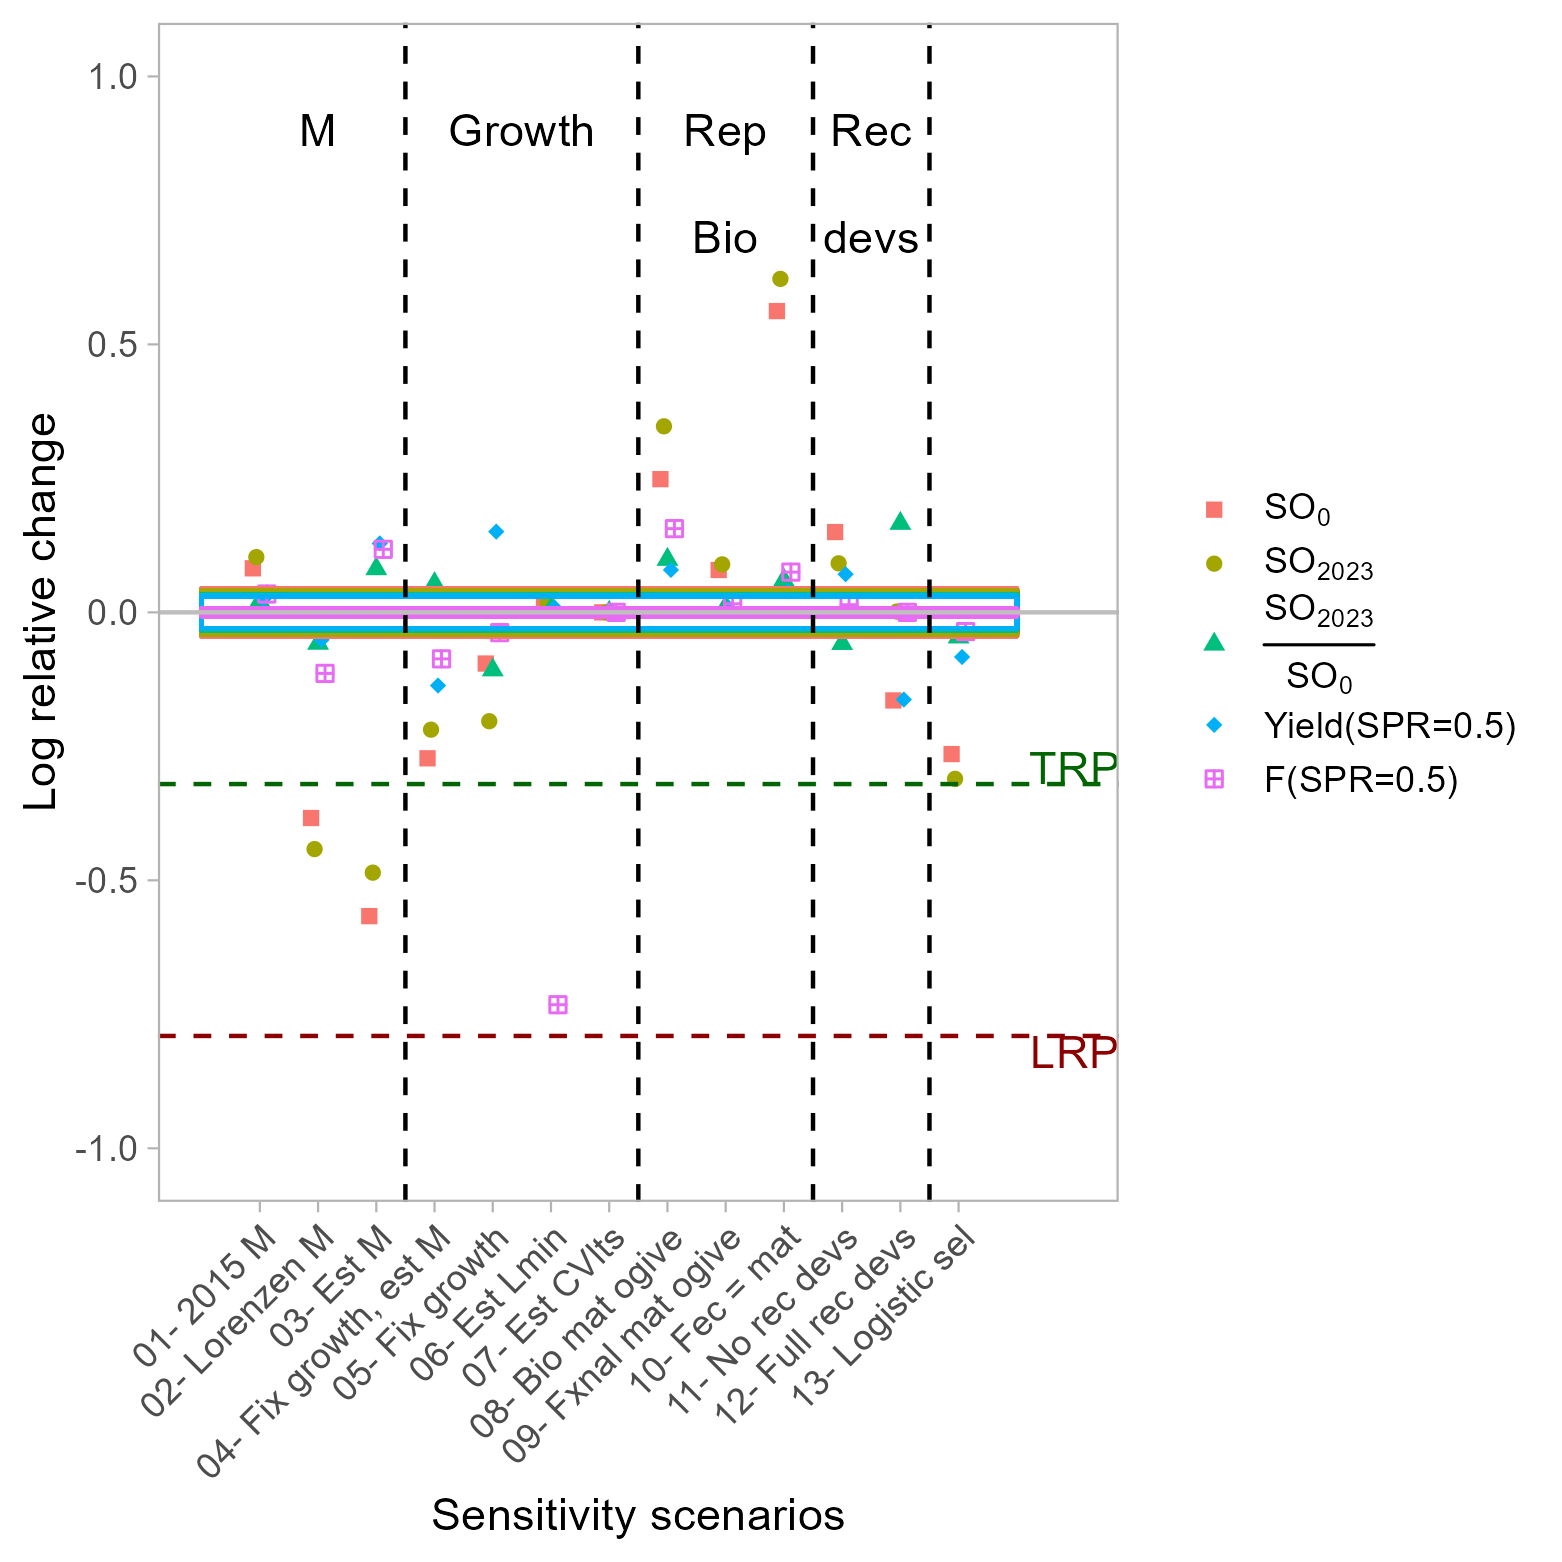 1.0
0.5
0.0
-0.5
-1.0
Log relative change
M
Growth
Rep
Bio
Rec
devs
TRP
LRP
01- 2015 M
02- Lorenzen M
03- Est M
04- Fix growth, est M
05- Fix growth
06- Est Lmin
07- Est CVlts
08- Bio mat ogive
09- Fxnal mat ogive
10- Fec = mat
11- No rec devs
12- Full rec devs
13- Logistic sel
Sensitivity scenarios
SO₀
SO₂₀₂₃
SO₂₀₂₃
SO₀
Yield(SPR=0.5)
F(SPR=0.5)